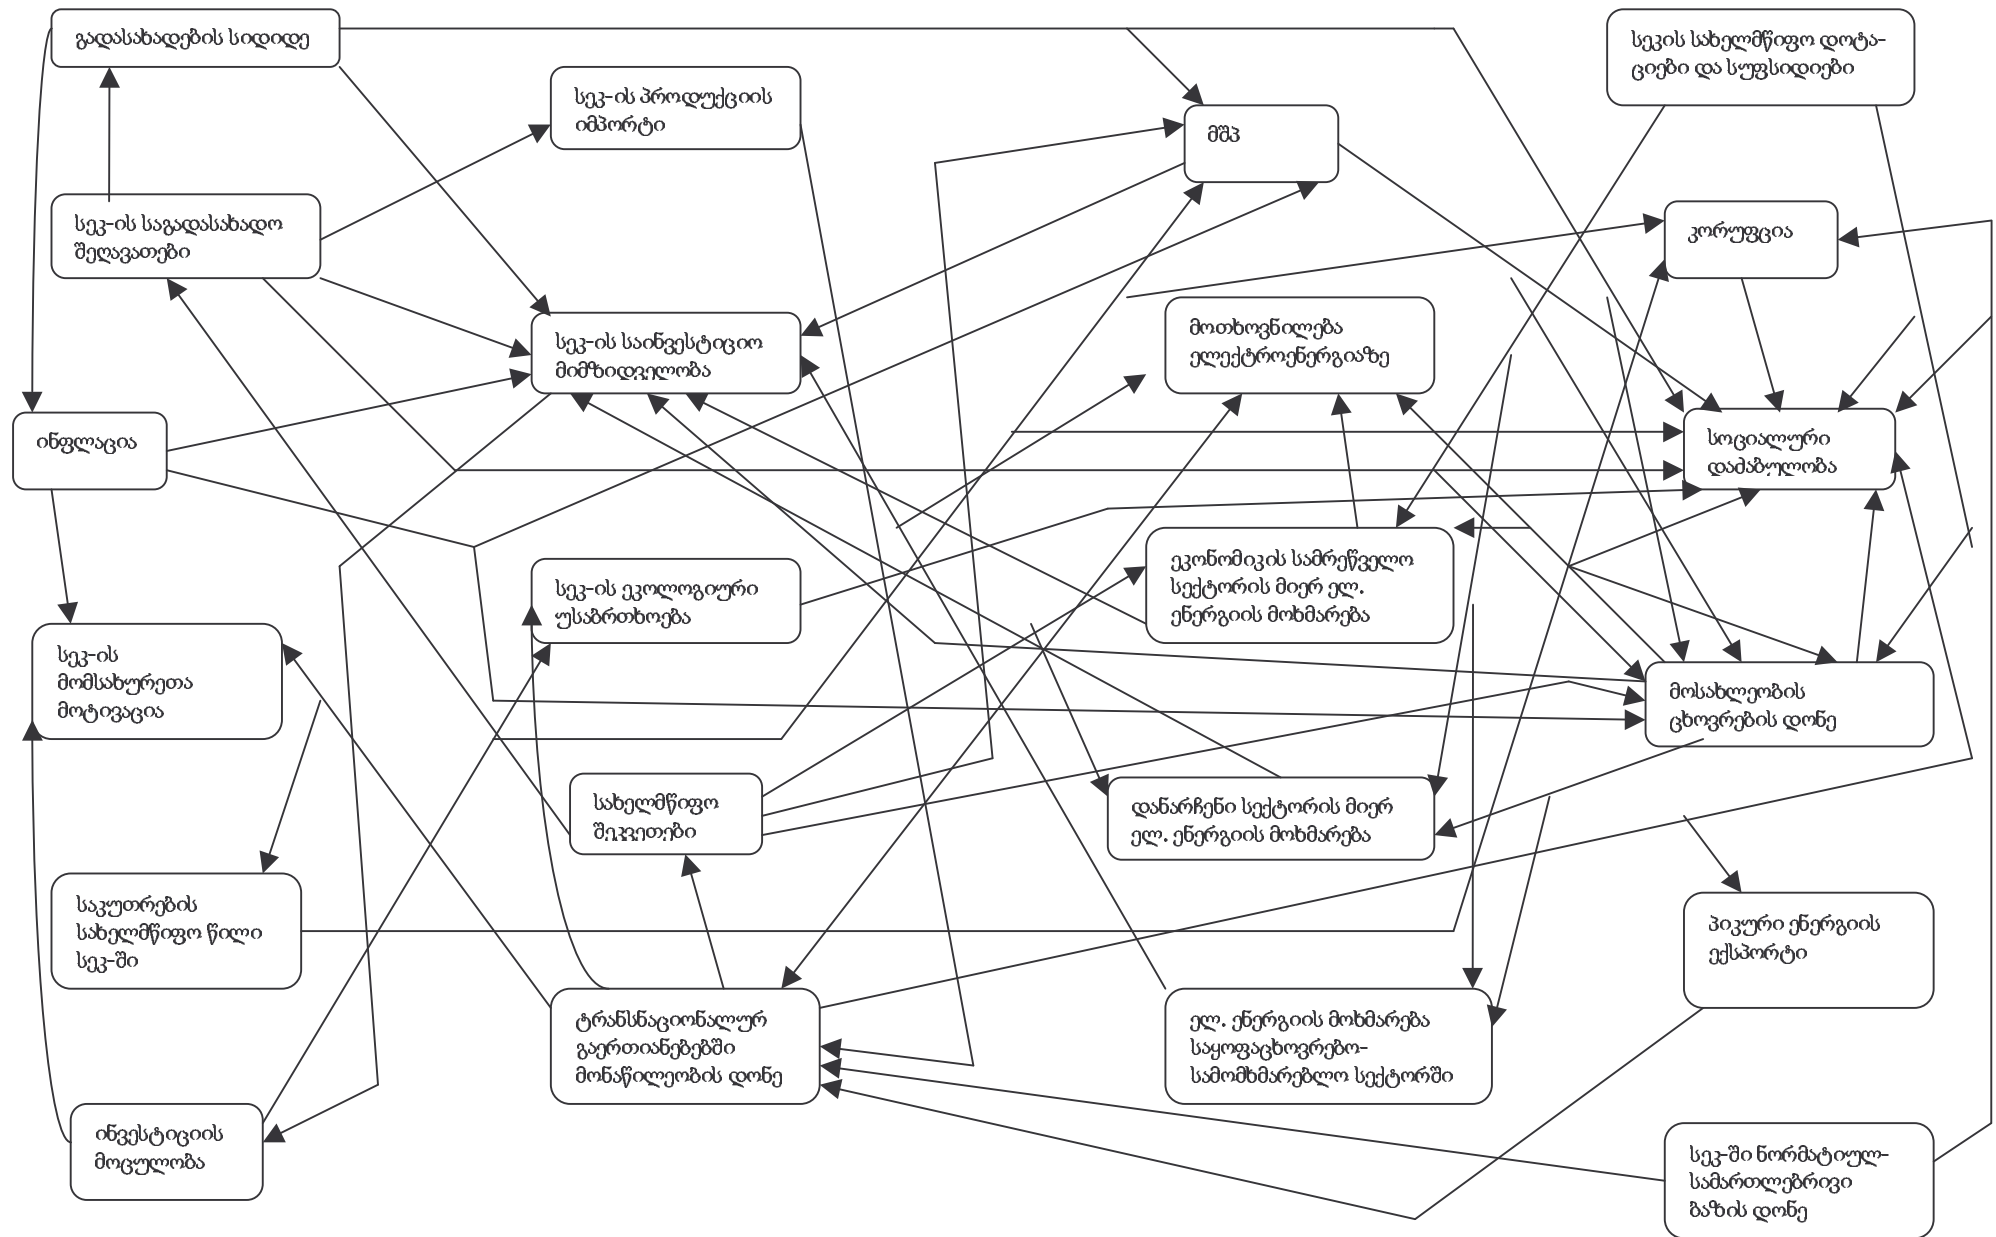 გადასახადების სიდიდე
სეკის სახელმწიფო დოტა-
ციები და სუფსიდიები
სეკ-ის პროდუქციის
იმპორტი
მშპ
სეკ-ის საგადასახადო
შეღავათები
კორუფცია
სეკ-ის საინვესტიციო
მიმზიდველობა
მოთხოვნილება
ელექტროენერგიაზე
ინფლაცია
სოციალური
დაძაბულობა
სეკ-ის ეკოლოგიური
უსაბრთხოება
ეკონომიკის სამრეწველო
სექტორის მიერ ელ.
ენერგიის მოხმარება
სეკ-ის
მომსახურეთა
მოტივაცია
მოსახლეობის
ცხოვრების დონე
სახელმწიფო
შეკვეთები
დანარჩენი სექტორის მიერ
ელ. ენერგიის მოხმარება
საკუთრების
სახელმწიფო წილი
სეკ-ში
პიკური ენერგიის
ექსპორტი
ტრანსნაციონალურ
გაერთიანებებში
მონაწილეობის დონე
ელ. ენერგიის მოხმარება
საყოფაცხოვრებო-
სამომხმარებლო სექტორში
ინვესტიციის
მოცულობა
სეკ-ში ნორმატიულ-
სამართლებრივი
ბაზის დონე